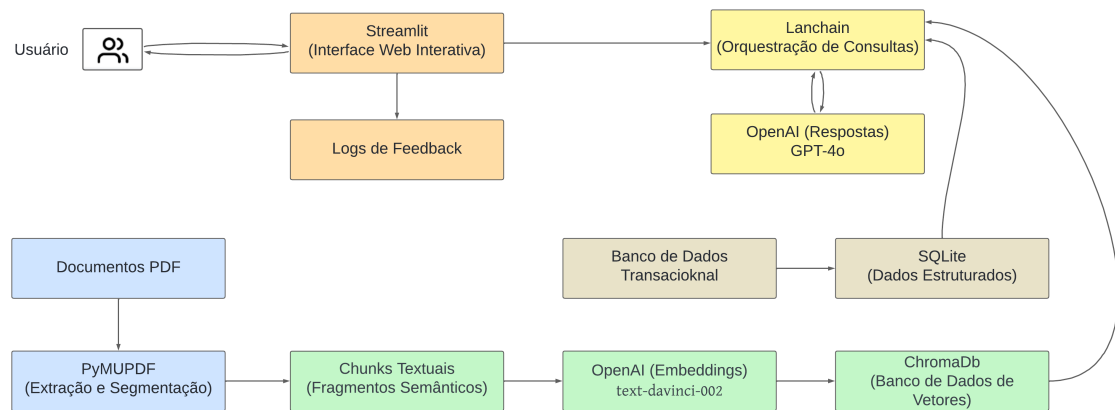 Usuário
Streamlit
(Interface Web Interativa)
Lanchain
(Orquestração de Consultas)
Logs de Feedback
OpenAI (Respostas)
GPT-4o
Documentos PDF
Banco de Dados
Transacioknal
SQLite
(Dados Estruturados)
PyMUPDF
(Extração e Segmentação)
Chunks Textuais
(Fragmentos Semânticos)
OpenAI (Embeddings)
text-davinci-002
ChromaDb
(Banco de Dados de
Vetores)